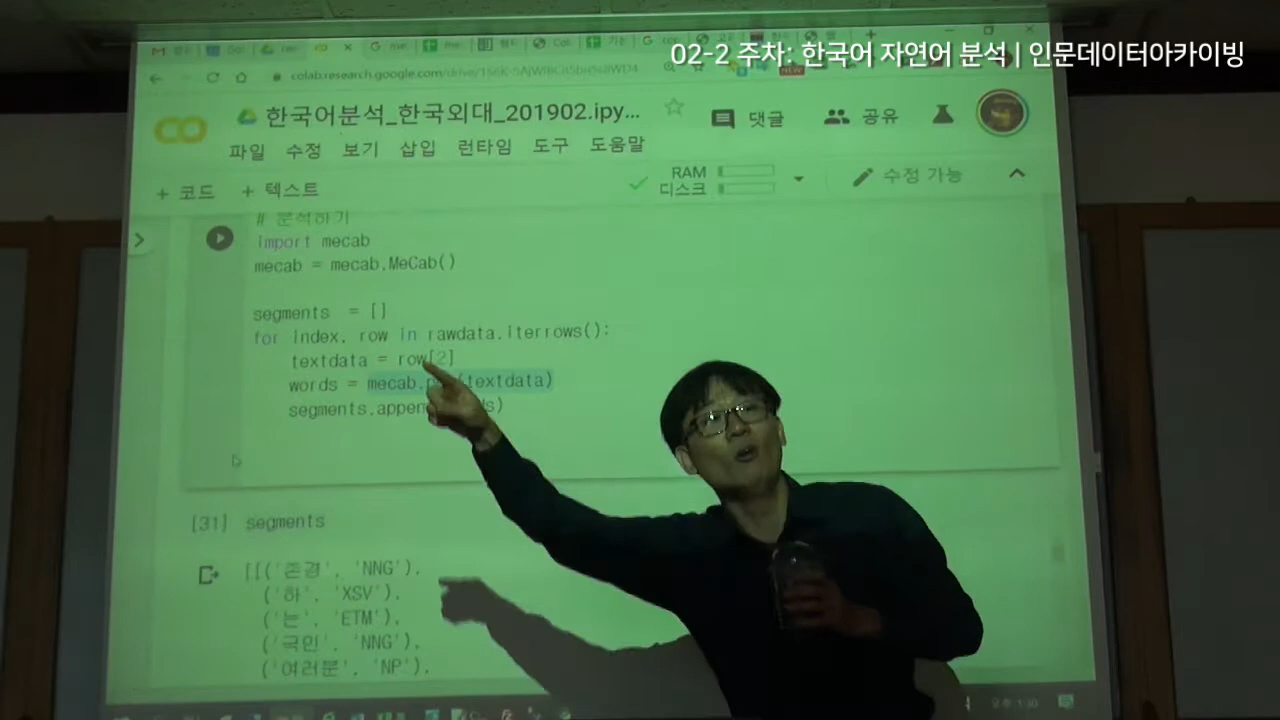 02-2 주차: 한국어 자연어 분석 | 인문데이터아카이빙
colab.research.google.com/drive/
한국어분석_한국외대_201902.ipy...
댓글
공유
파일 수정 보기 삽입 런타임 도구 도움말
+ 코드 + 텍스트
RAM
디스크
수정 가능
# 분석하기
import mecab
mecab = mecab.MeCab()
segments = []
for index, row in rawdata.iterrows():
textdata = row[2]
words = mecab.p (textdata)
segments.appen s)
[31] segments
[[('존경', 'NNG'),
('하', 'XSV'),
('는', 'ETM'),
('국민', 'NNG'),
('여러분', 'NP'),